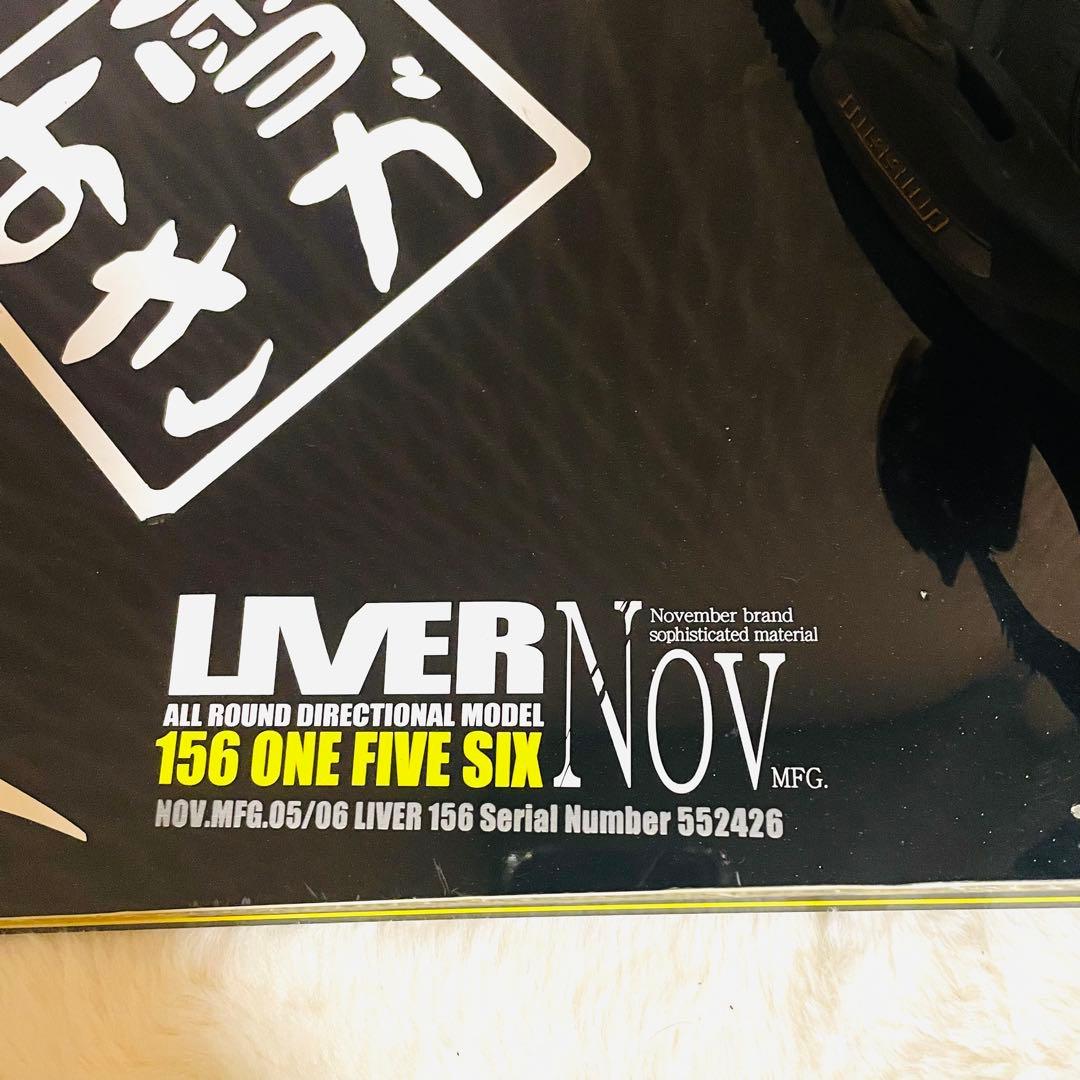 き
LIVER
ALL ROUND DIRECTIONAL MODEL
156 ONE FIVE SIX
November brand
sophisticated material
NOV
MFG.
NOV.MFG.05/06 LIVER 156 Serial Number 552426